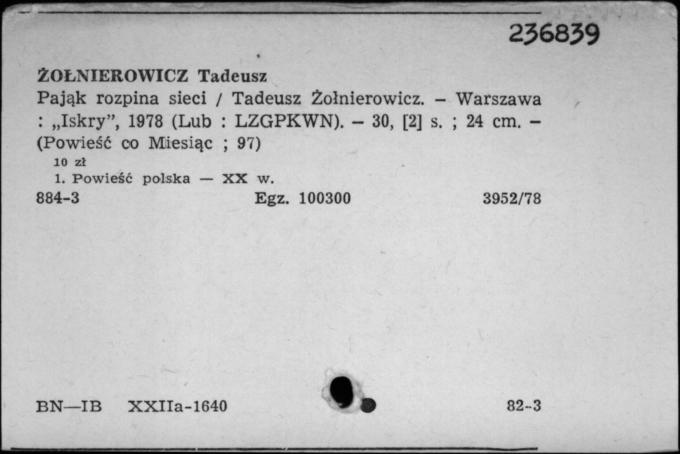 236839
ŻOŁNIEROWICZ Tadeusz
Pająk rozpina sieci / Tadeusz Żołnierowicz. — Warszawa
: „Iskry”, 1978 (Lub : LZGPKWN). — 30, [2] s. ; 24 cm. —
(Powieść co Miesiąc ; 97)
10 zł
1. Powieść polska — XX w.
884-3 Egz. 100300 3952/78
BN—IB XXIIa-1640 82-3